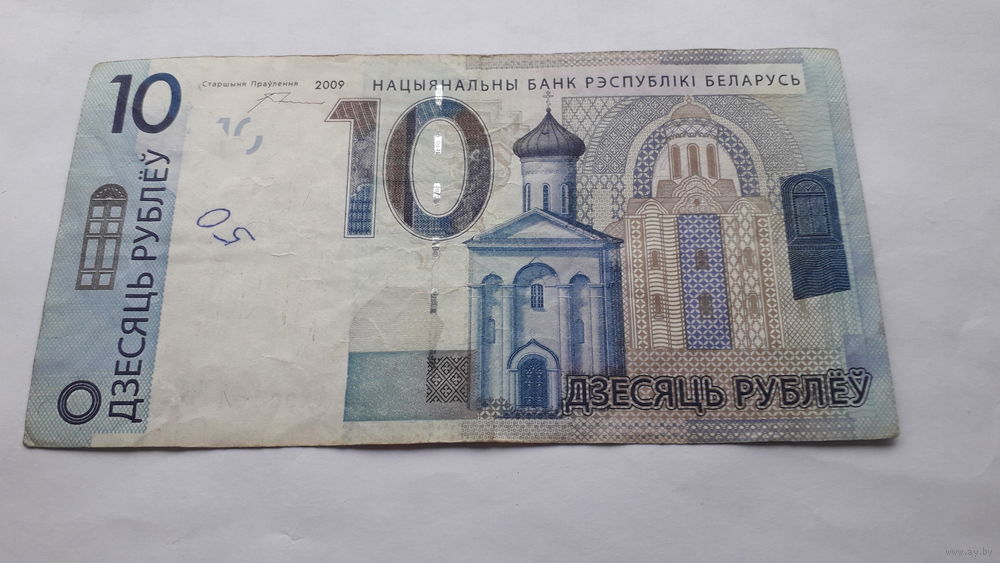 10
Старшыня Праўлення 2009
НАЦЫЯНАЛЬНЫ БАНК РЭСПУБЛІКІ БЕЛАРУСЬ
10
10
ДЗЕСЯЦЬ РУБЛЁЎ
50
ДЗЕСЯЦЬ РУБЛЁЎ
www.ay.by